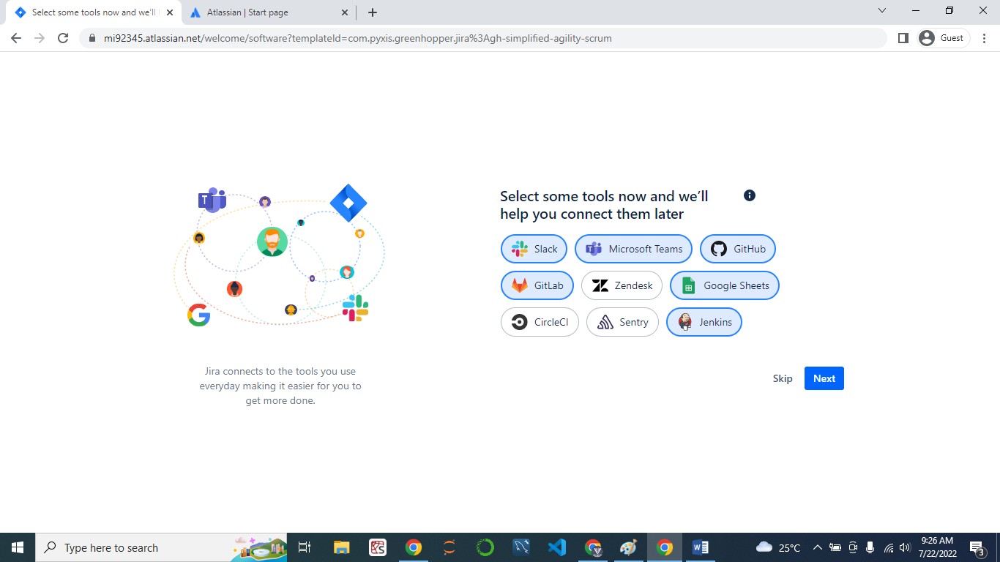 Select some tools now and we'll
Atlassian | Start page
mi92345.atlassian.net/welcome/software?templateId=com.pyxis.greenhopper.jira%3Agh-simplified-agility-scrum
Guest
Select some tools now and we'll
help you connect them later
Slack
Microsoft Teams
GitHub
GitLab
Zendesk
Google Sheets
CircleCI
Sentry
Jenkins
Jira connects to the tools you use
everyday making it easier for you to
get more done.
Skip
Next
Type here to search
25°C
9:26 AM
7/22/2022
3